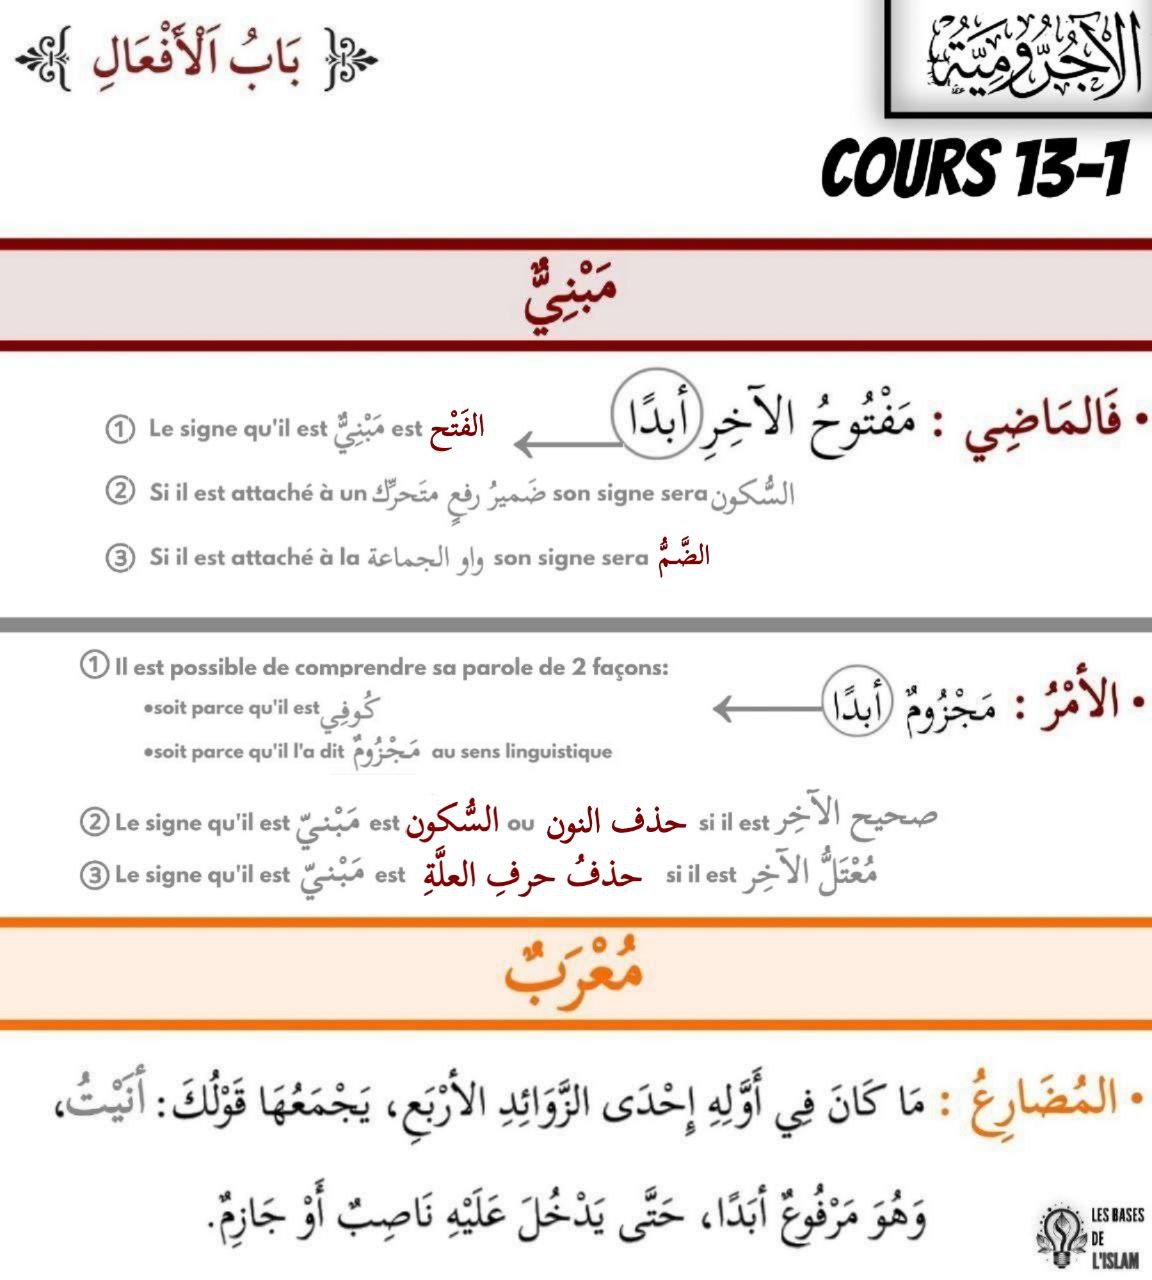 بَابُ اَلْأَفْعَالِ
الآجُرُّومِيَّةُ
COURS 13-1
مَبْنِيٌّ
• فَالمَاضِي : مَفْتُوحُ الآخِرِ أبدًا
① Le signe qu'il est مَبْنِيٌّ est الفَتْح
② Si il est attaché à un ضَميرُ رفعٍ متَحرِّك son signe sera السُّكون
③ Si il est attaché à la واو الجماعة son signe sera الضَّمُّ
• الأَمْرُ : مَجْزُومٌ أبدًا
① Il est possible de comprendre sa parole de 2 façons:
•soit parce qu'il est كُوفِي
•soit parce qu'il l'a dit مَجْزُومٌ au sens linguistique
② Le signe qu'il est مَبْنيّ est السُّكون ou حذف النون si il est صحيح الآخِر
③ Le signe qu'il est مَبْنيّ est حذفُ حرفِ العلَّةِ si il est مُعْتَلُّ الآخِر
مُعْرَبٌ
• المُضَارِعُ : مَا كَانَ فِي أَوَّلِهِ إِحْدَى الزَّوَائِدِ الأرْبَعِ، يَجْمَعُهَا قَوْلُكَ: أنَيْتُ،
وَهُوَ مَرْفُوعٌ أبَدًا، حَتَّى يَدْخُلَ عَلَيْهِ نَاصِبٌ أَوْ جَازِمٌ.
LES BASES
DE
L'ISLAM